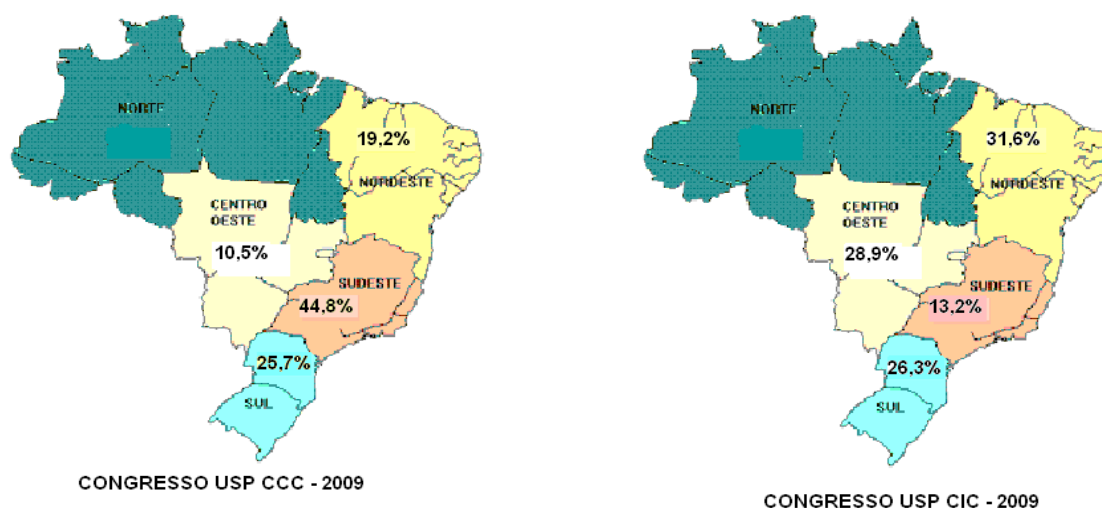 NORTE
19,2%
NORDESTE
CENTRO
OESTE
10,5%
SUDESTE
44,8%
25,7%
SUL
CONGRESSO USP CCC - 2009
NORTE
31,6%
NORDESTE
CENTRO
OESTE
28,9%
SUDESTE
13,2%
26,3%
SUL
CONGRESSO USP CIC - 2009